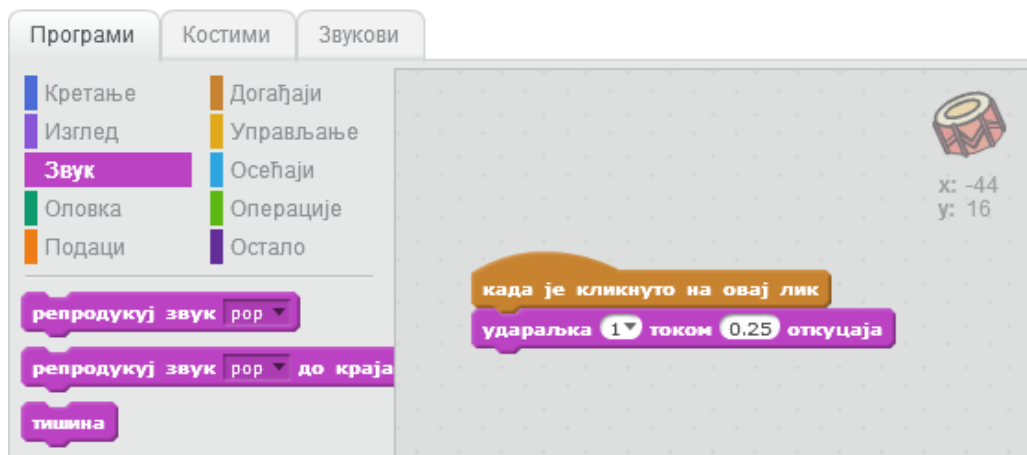 Програми Костими Звукови
Кретање Догађаји
Изглед Управљање
Звук Осећаји
Оловка Операције
Подаци Остало
репродукуј звук pop
репродукуј звук pop до краја
тишина
x: -44
y: 16
када је кликнуто на овај лик
удараљка 1 током 0.25 откуцаја